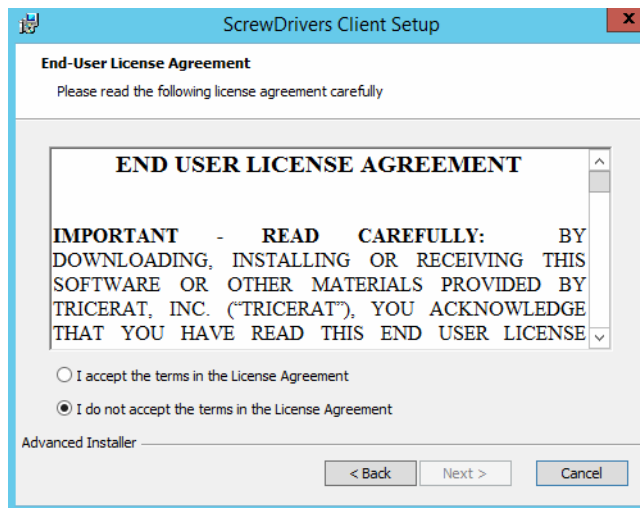 ScrewDrivers Client Setup
x
End-User License Agreement
Please read the following license agreement carefully
END USER LICENSE AGREEMENT
IMPORTANT - READ CAREFULLY: BY
DOWNLOADING, INSTALLING OR RECEIVING THIS
SOFTWARE OR OTHER MATERIALS PROVIDED BY
TRICERAT, INC. (“TRICERAT”), YOU ACKNOWLEDGE
THAT YOU HAVE READ THIS END USER LICENSE
I accept the terms in the License Agreement
I do not accept the terms in the License Agreement
Advanced Installer
< Back Next > Cancel